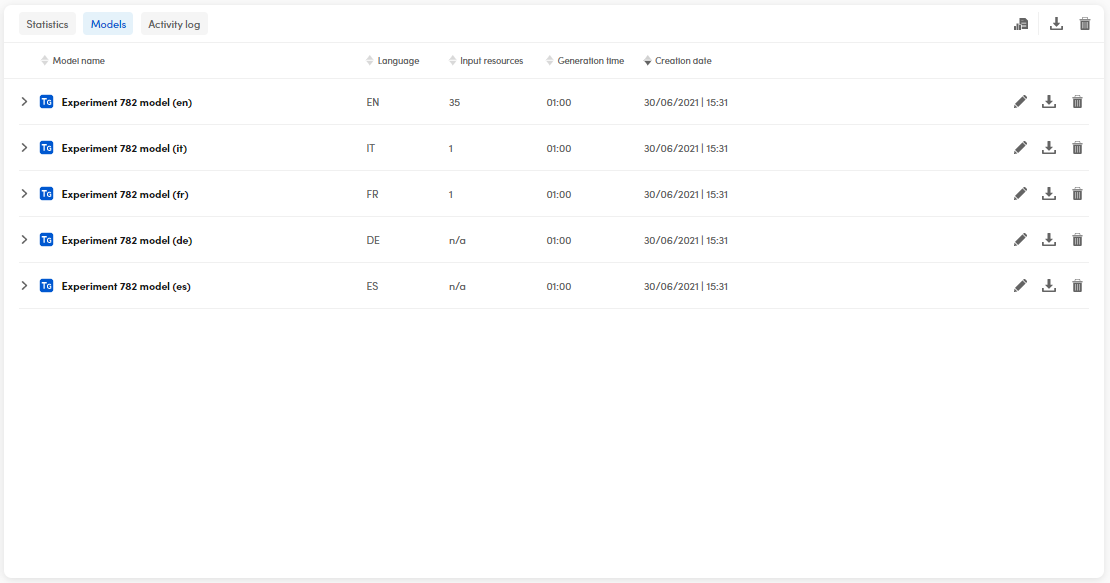 Statistics Models Activity log
Model name Language Input resources Generation time Creation date
TG Experiment 782 model (en) EN 35 01:00 30/06/2021 | 15:31
TG Experiment 782 model (it) IT 1 01:00 30/06/2021 | 15:31
TG Experiment 782 model (fr) FR 1 01:00 30/06/2021 | 15:31
TG Experiment 782 model (de) DE n/a 01:00 30/06/2021 | 15:31
TG Experiment 782 model (es) ES n/a 01:00 30/06/2021 | 15:31